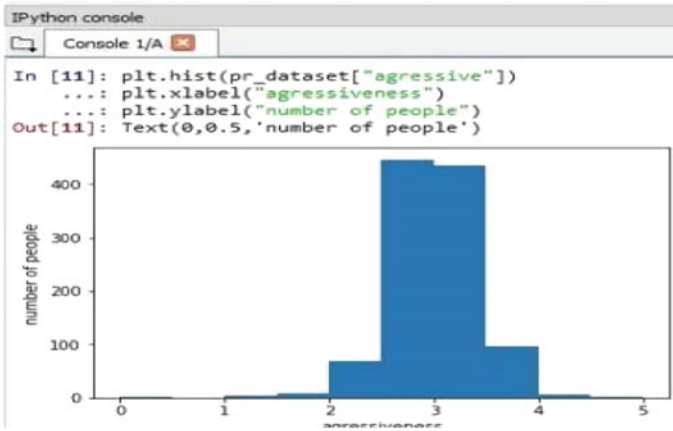 IPython console
Console 1/A
In [11]: plt.hist(pr_dataset["agressive"])
...: plt.xlabel("agressiveness")
...: plt.ylabel("number of people")
Out[11]: Text(0,0.5,'number of people')
number of people
400
300
200
100
0
0 1 2 3 4 5
agressiveness